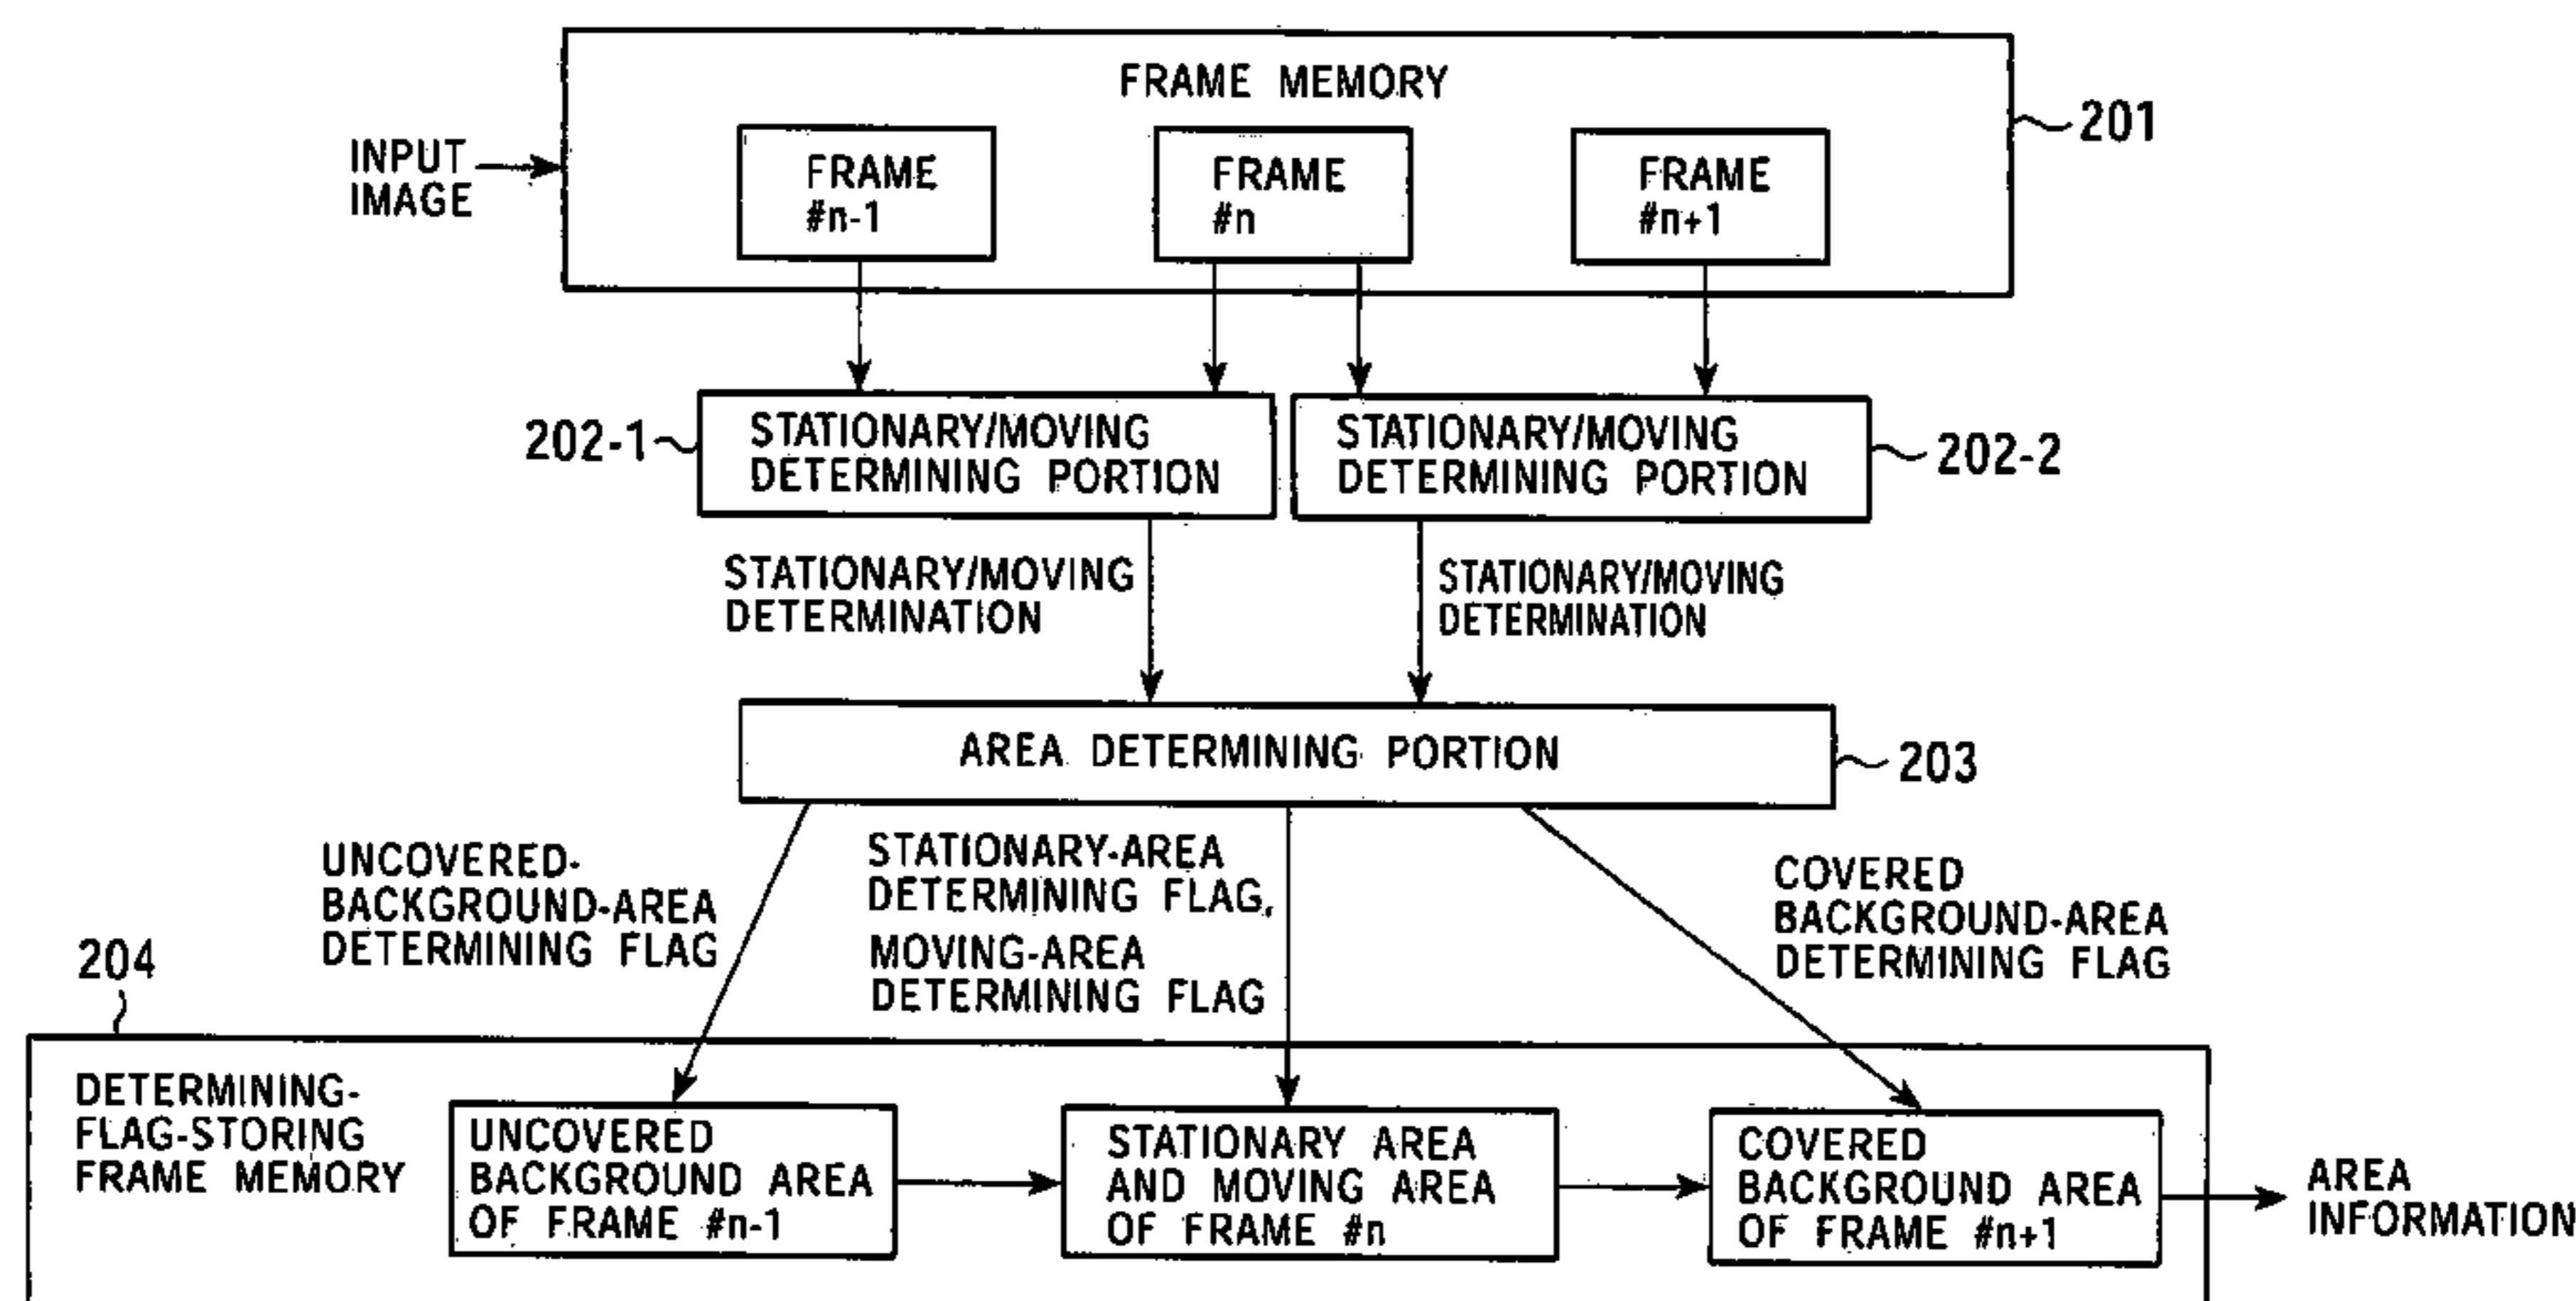 FRAME MEMORY
201
INPUT
IMAGE
FRAME
#n-1
FRAME
#n
FRAME
#n+1
202-1
STATIONARY/MOVING
DETERMINING PORTION
STATIONARY/MOVING
DETERMINING PORTION
202-2
STATIONARY/MOVING
DETERMINATION
STATIONARY/MOVING
DETERMINATION
AREA DETERMINING PORTION
203
UNCOVERED-
BACKGROUND-AREA
DETERMINING FLAG
STATIONARY-AREA
DETERMINING FLAG,
MOVING-AREA
DETERMINING FLAG
COVERED
BACKGROUND-AREA
DETERMINING FLAG
204
DETERMINING-
FLAG-STORING
FRAME MEMORY
UNCOVERED
BACKGROUND AREA
OF FRAME #n-1
STATIONARY AREA
AND MOVING AREA
OF FRAME #n
COVERED
BACKGROUND AREA
OF FRAME #n+1
AREA
INFORMATION